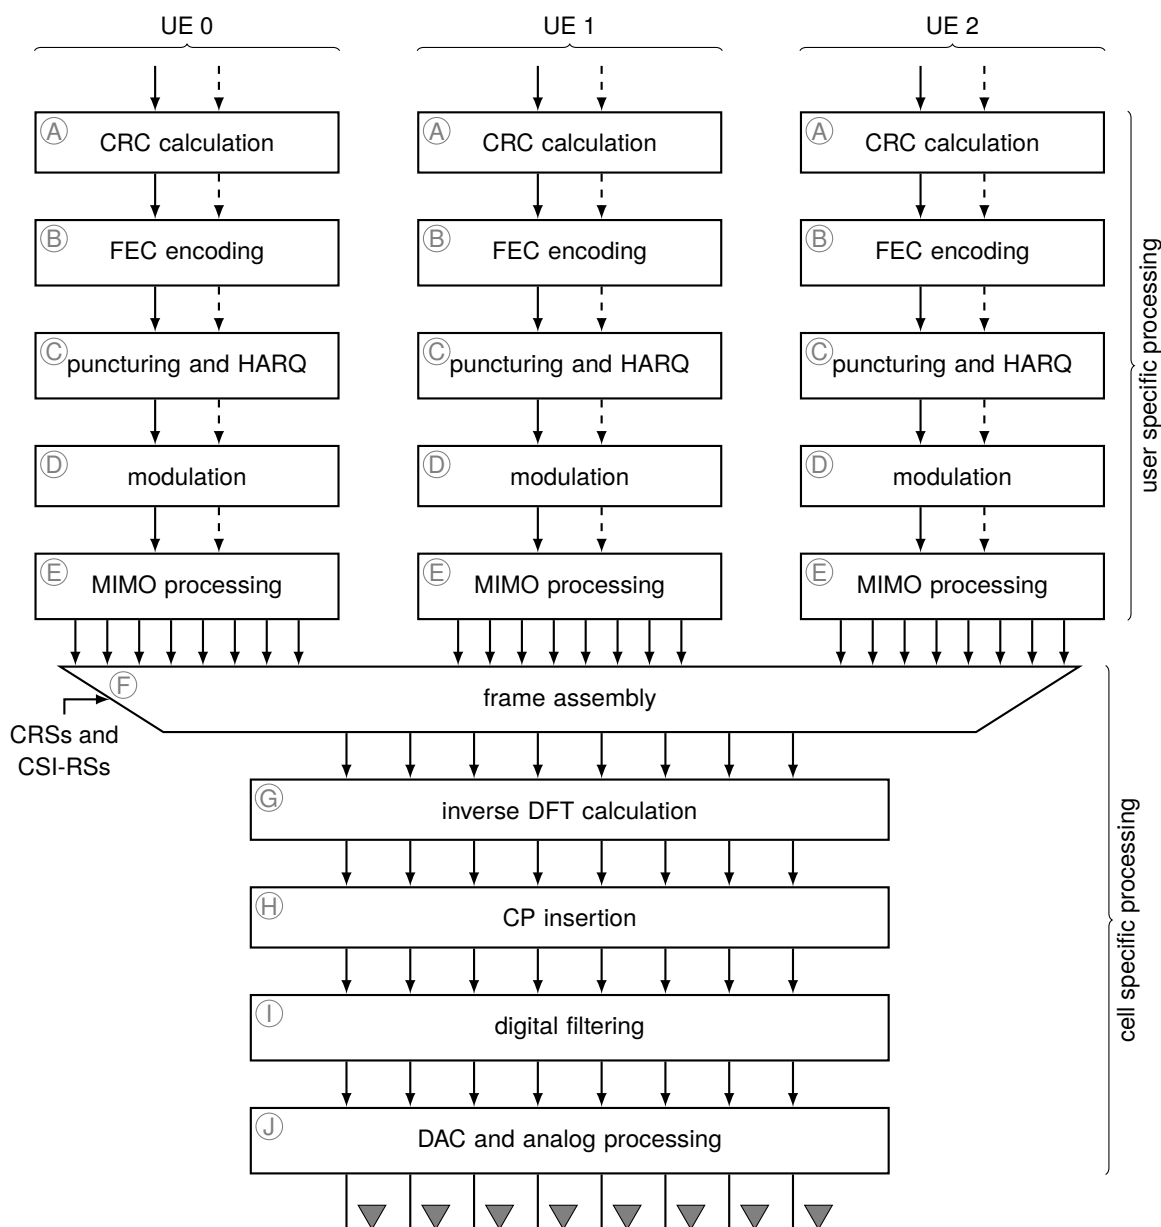 UE 0 UE 1 UE 2
A CRC calculation A CRC calculation A CRC calculation
B FEC encoding B FEC encoding B FEC encoding
C puncturing and HARQ C puncturing and HARQ C puncturing and HARQ
D modulation D modulation D modulation
E MIMO processing E MIMO processing E MIMO processing
user specific processing
F frame assembly
CRSs and
CSI-RSs
G inverse DFT calculation
H CP insertion
I digital filtering
J DAC and analog processing
cell specific processing